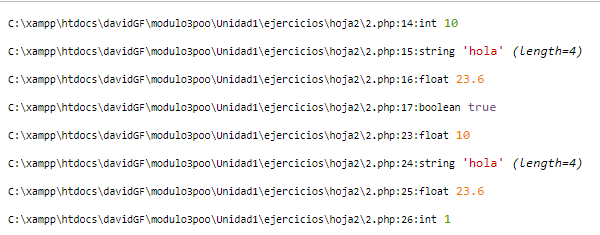 C:\xampp\htdocs\davidGF\modulo3poo\Unidad1\ejercicios\hoja2\2.php:14:int 10
C:\xampp\htdocs\davidGF\modulo3poo\Unidad1\ejercicios\hoja2\2.php:15:string 'hola' (length=4)
C:\xampp\htdocs\davidGF\modulo3poo\Unidad1\ejercicios\hoja2\2.php:16:float 23.6
C:\xampp\htdocs\davidGF\modulo3poo\Unidad1\ejercicios\hoja2\2.php:17:boolean true
C:\xampp\htdocs\davidGF\modulo3poo\Unidad1\ejercicios\hoja2\2.php:23:float 10
C:\xampp\htdocs\davidGF\modulo3poo\Unidad1\ejercicios\hoja2\2.php:24:string 'hola' (length=4)
C:\xampp\htdocs\davidGF\modulo3poo\Unidad1\ejercicios\hoja2\2.php:25:float 23.6
C:\xampp\htdocs\davidGF\modulo3poo\Unidad1\ejercicios\hoja2\2.php:26:int 1